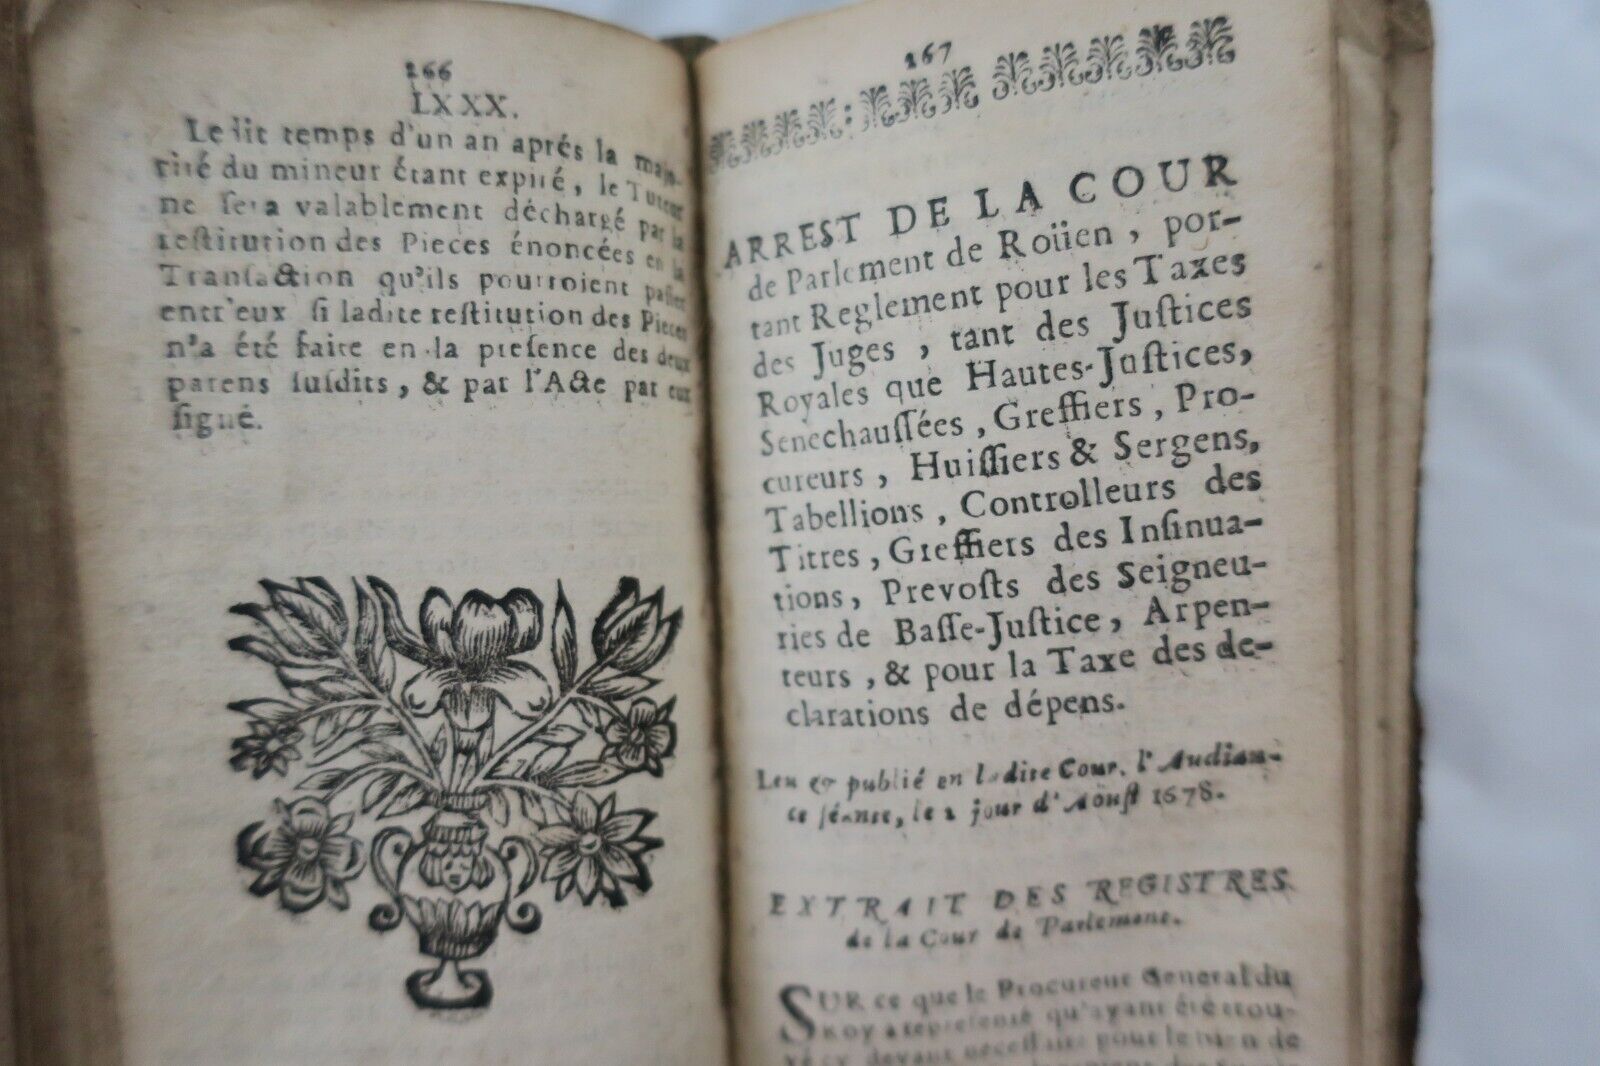 266
LXXX.
Ledit temps d'un an aprés la majo-
rité du mineur étant expiré, le Tuteur
ne sera valablement déchargé par la
restitution des Pieces énoncées en la
Transaction qu'ils pourroient passer
entr'eux si ladite restitution des Pieces
n'a été faite en la presence des deux
parens susdits, & par l'Acte par eux
signé.
267
ARREST DE LA COUR
de Parlement de Roüen, por-
tant Reglement pour les Taxes
des Juges, tant des Justices
Royales que Hautes-Justices,
Senechaussées, Greffiers, Pro-
cureurs, Huissiers & Sergens,
Tabellions, Controlleurs des
Titres, Greffiers des Insinua-
tions, Prevosts des Seigneu-
ries de Basse-Justice, Arpen-
teurs, & pour la Taxe des de-
clarations de dépens.
Leu & publié en ladite Cour, l'Audian-
ce séante, le 2 jour d'Aoust 1678.
EXTRAIT DES REGISTRES
de la Cour de Parlement.
SUR ce que le Procureur General du
Roy a representé qu'ayant été trou-
vécy devant necessaire pour le bien de